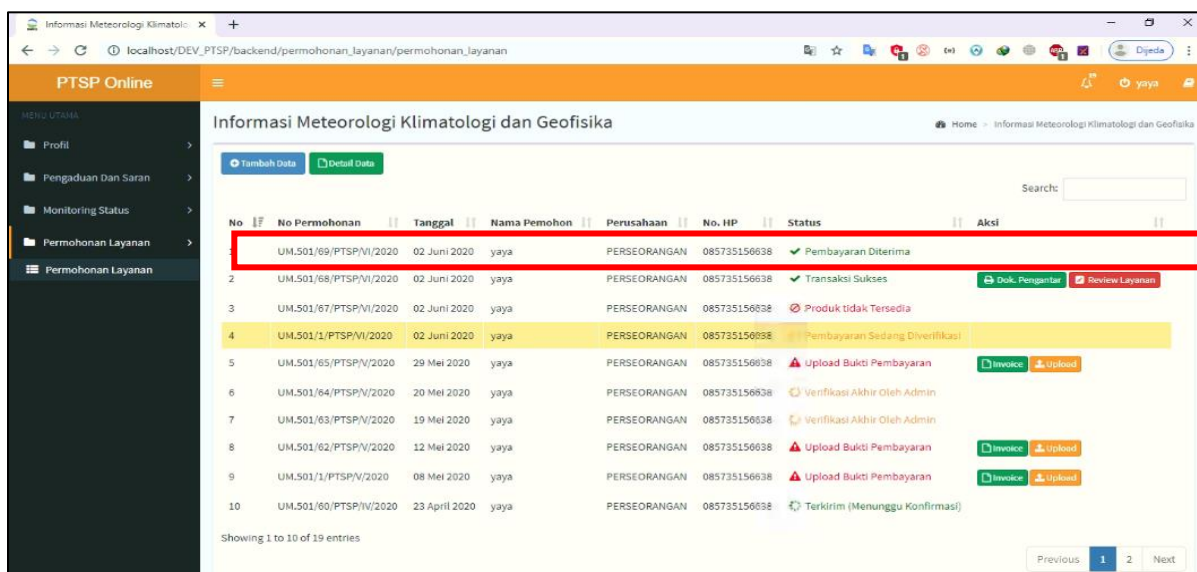 Informasi Meteorologi Klimatolo
localhost/DEV_PTSP/backend/permohonan_layanan/permohonan_layanan
Dijeda
PTSP Online
yaya
MENU UTAMA
Profil
Pengaduan Dan Saran
Monitoring Status
Permohonan Layanan
Permohonan Layanan
Informasi Meteorologi Klimatologi dan Geofisika
Home > Informasi Meteorologi Klimatologi dan Geofisika
Tambah Data Detail Data
Search:
No No Permohonan Tanggal Nama Pemohon Perusahaan No. HP Status Aksi
1 UM.501/69/PTSP/VI/2020 02 Juni 2020 yaya PERSEORANGAN 085735156638 Pembayaran Diterima
2 UM.501/68/PTSP/VI/2020 02 Juni 2020 yaya PERSEORANGAN 085735156638 Transaksi Sukses Dok. Pengantar Review Layanan
3 UM.501/67/PTSP/VI/2020 02 Juni 2020 yaya PERSEORANGAN 085735156638 Produk tidak Tersedia
4 UM.501/1/PTSP/VI/2020 02 Juni 2020 yaya PERSEORANGAN 085735156638 Pembayaran Sedang Diverifikasi
5 UM.501/65/PTSP/V/2020 29 Mei 2020 yaya PERSEORANGAN 085735156638 Upload Bukti Pembayaran Invoice Upload
6 UM.501/64/PTSP/V/2020 20 Mei 2020 yaya PERSEORANGAN 085735156638 Verifikasi Akhir Oleh Admin
7 UM.501/63/PTSP/V/2020 19 Mei 2020 yaya PERSEORANGAN 085735156638 Verifikasi Akhir Oleh Admin
8 UM.501/62/PTSP/V/2020 12 Mei 2020 yaya PERSEORANGAN 085735156638 Upload Bukti Pembayaran Invoice Upload
9 UM.501/1/PTSP/V/2020 08 Mei 2020 yaya PERSEORANGAN 085735156638 Upload Bukti Pembayaran Invoice Upload
10 UM.501/60/PTSP/IV/2020 23 April 2020 yaya PERSEORANGAN 085735156638 Terkirim (Menunggu Konfirmasi)
Showing 1 to 10 of 19 entries
Previous 1 2 Next